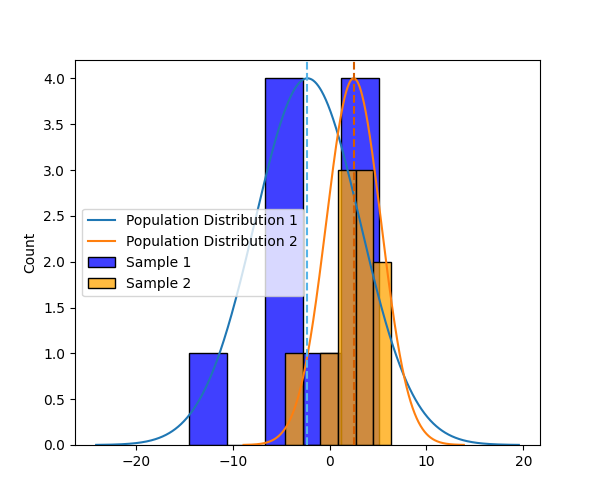 4.0
3.5
3.0
2.5
2.0
1.5
1.0
0.5
0.0
Count
Population Distribution 1
Population Distribution 2
Sample 1
Sample 2
−20 −10 0 10 20